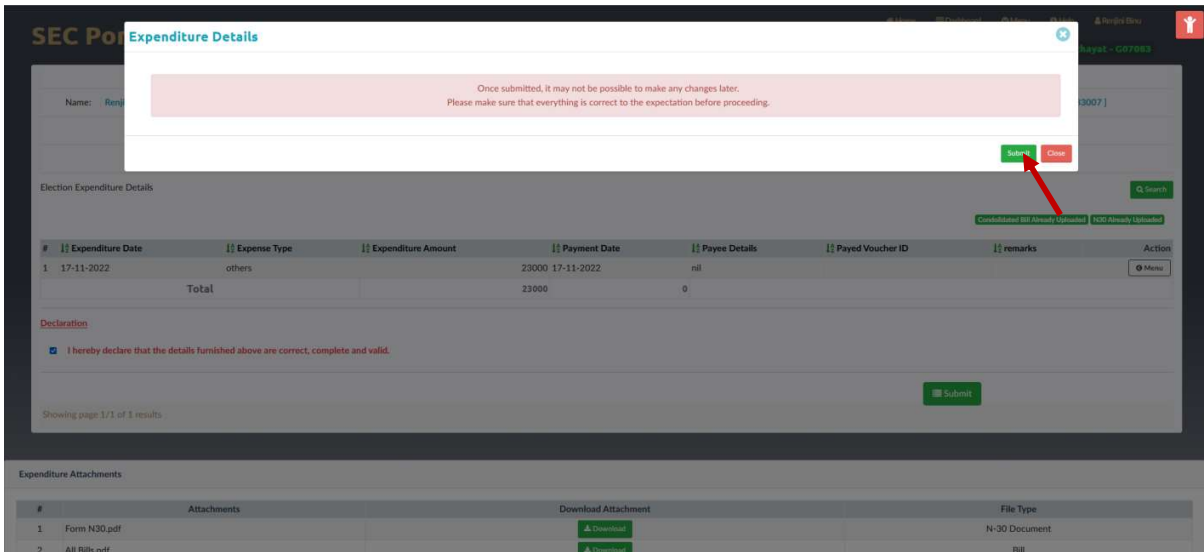 Home Dashboard Menu Help Renjini Binu
SEC Por
Expenditure Details
hayat - G07063
Once submitted, it may not be possible to make any changes later.
Please make sure that everything is correct to the expectation before proceeding.
Name: Renji
3007 ]
Submit Close
Election Expenditure Details
Search
Condolidated Bill Already Uploaded N30 Already Uploaded
# Expenditure Date Expense Type Expenditure Amount Payment Date Payee Details Payed Voucher ID remarks Action
1 17-11-2022 others 23000 17-11-2022 nil Menu
Total 23000 0
Declaration
I hereby declare that the details furnished above are correct, complete and valid.
Submit
Showing page 1/1 of 1 results
Expenditure Attachments
# Attachments Download Attachment File Type
1 Form N30.pdf Download N-30 Document
2 All Bills.pdf Download Bill